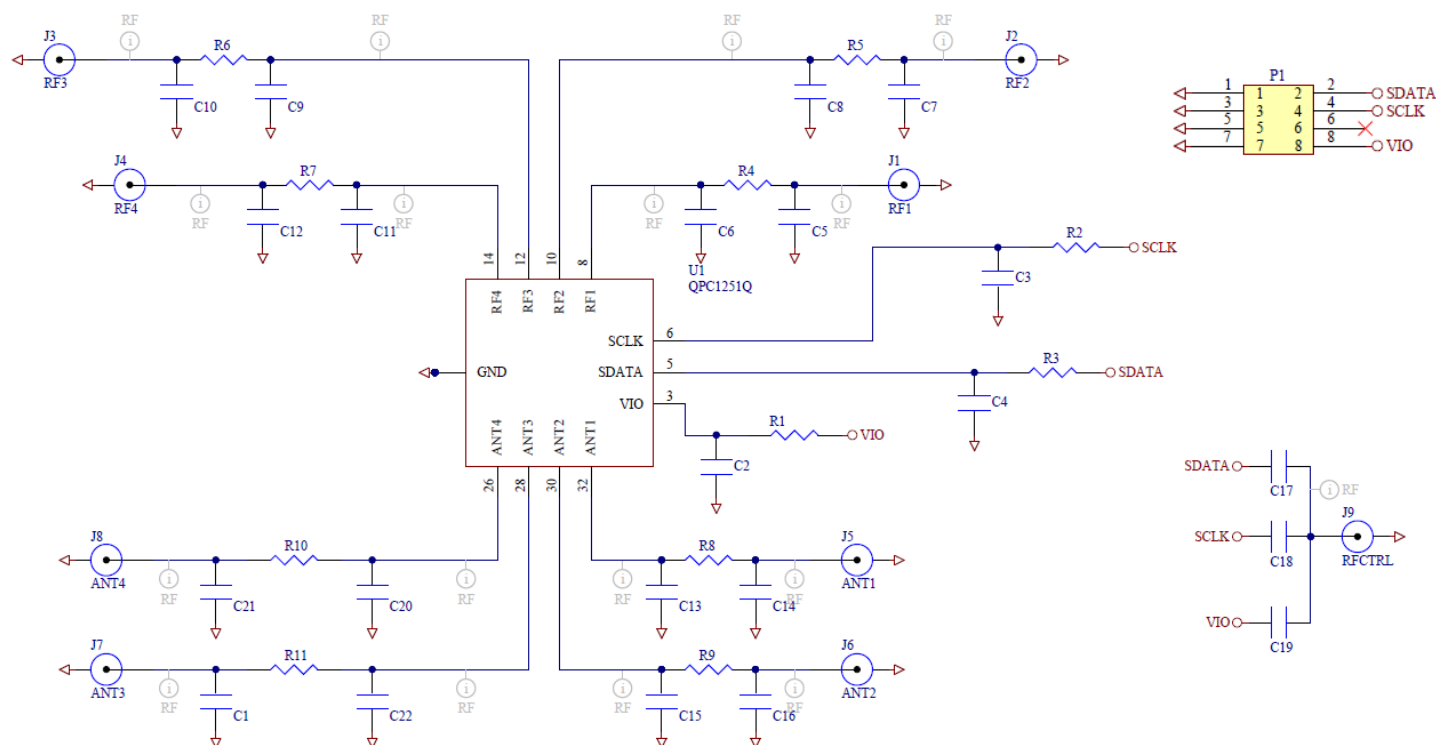 RF
RF
RF
RF
J3
R6
R5
J2
RF3
C10
C9
C8
C7
RF2
P1
1 1 2 2 SDATA
3 3 4 4 SCLK
5 5 6 6
7 7 8 8 VIO
J4
R7
R4
J1
RF4
RF
C12
C11
RF
RF
C6
C5
RF
RF1
14
12
10
8
U1
QPC1251Q
R2
SCLK
C3
RF4
RF3
RF2
RF1
SCLK
6
GND
SDATA
5
R3
SDATA
VIO
3
C4
ANT4
ANT3
ANT2
ANT1
R1
VIO
C2
26
28
30
32
SDATA
C17
RF
J9
SCLK
C18
RFCTRL
VIO
C19
J8
R10
R8
J5
ANT4
RF
C21
C20
RF
RF
C13
C14
RF
ANT1
J7
R11
R9
J6
ANT3
RF
C1
C22
RF
RF
C15
C16
RF
ANT2